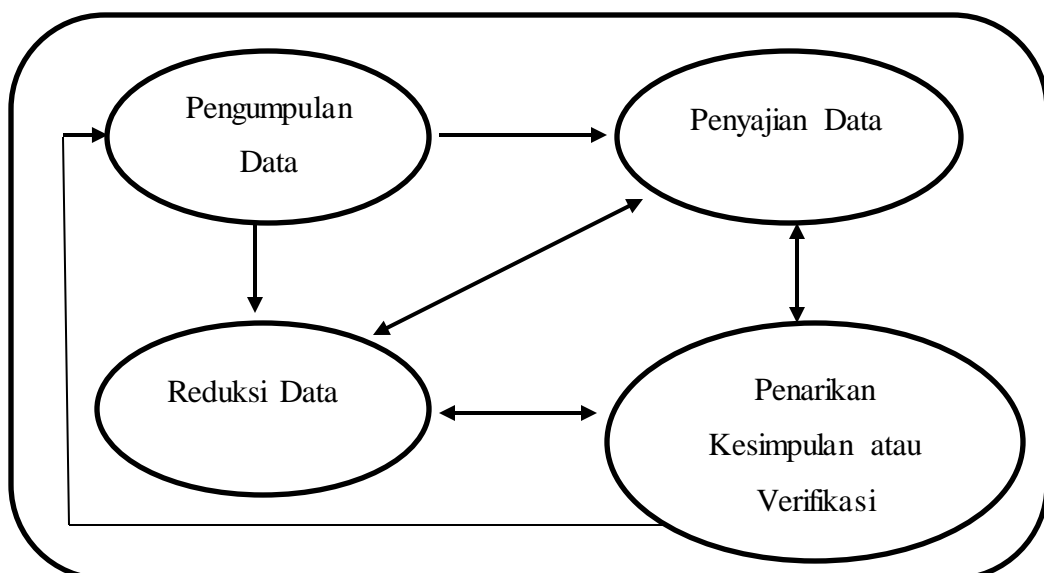 Pengumpulan
Data
Penyajian Data
Reduksi Data
Penarikan
Kesimpulan atau
Verifikasi